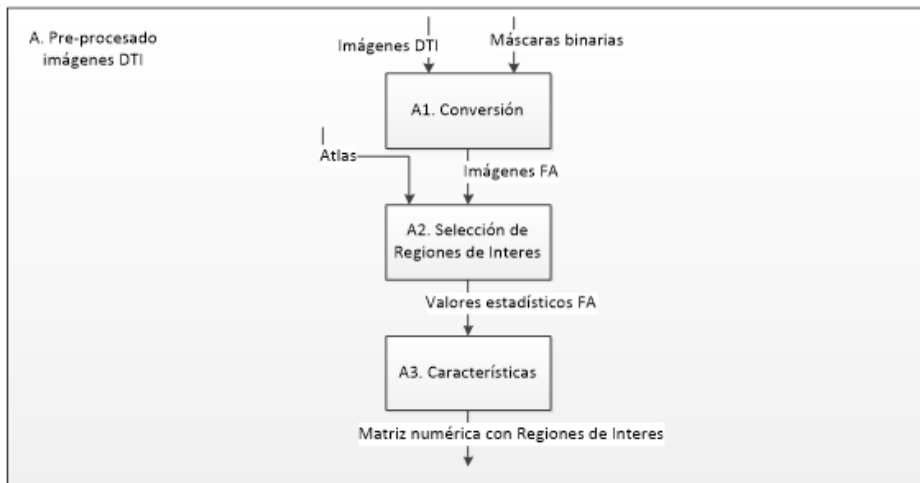 A. Pre-procesado
imágenes DTI
Imágenes DTI
Máscaras binarias
A1. Conversión
Atlas
Imágenes FA
A2. Selección de
Regiones de Interes
Valores estadísticos FA
A3. Características
Matriz numérica con Regiones de Interes